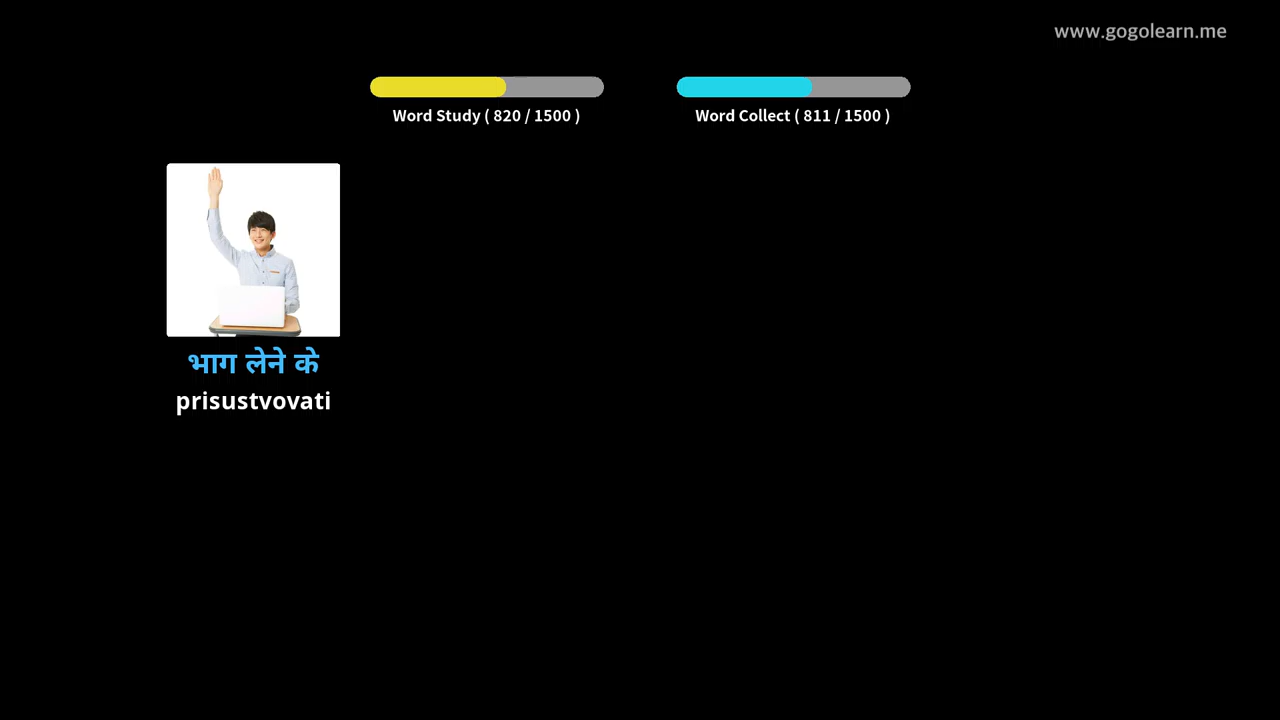 www.gogolearn.me
Word Study ( 820 / 1500 )
Word Collect ( 811 / 1500 )
भाग लेने के
prisustvovati